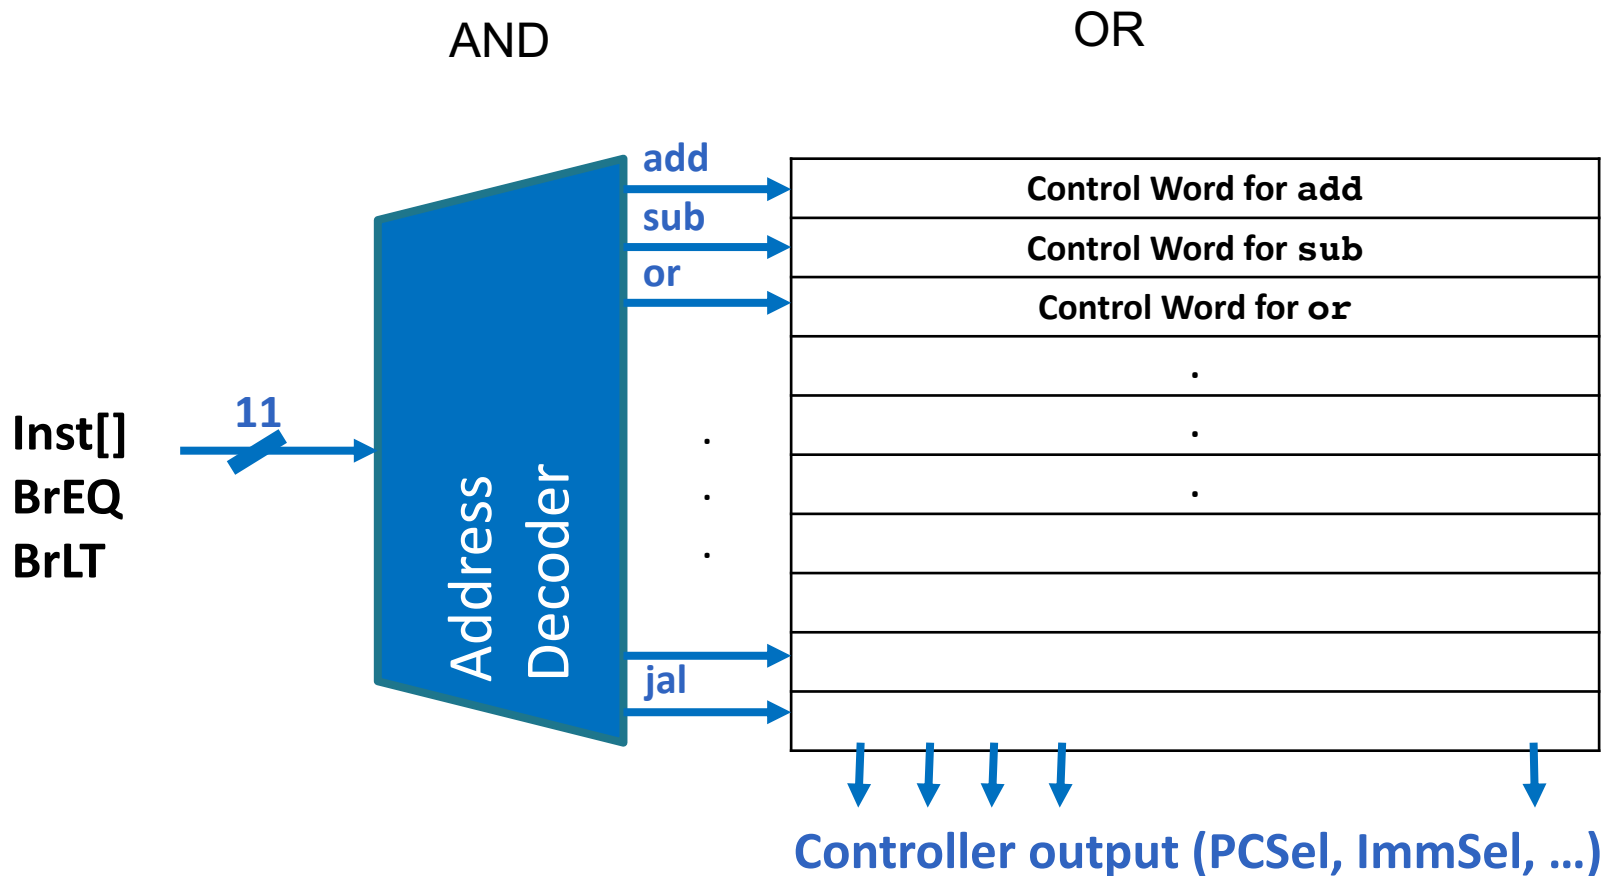 AND
OR
add
sub
or
Control Word for add
Control Word for sub
Control Word for or
.
.
.
11
Inst[]
BrEQ
BrLT
Address
Decoder
.
.
.
jal
Controller output (PCSel, ImmSel, …)